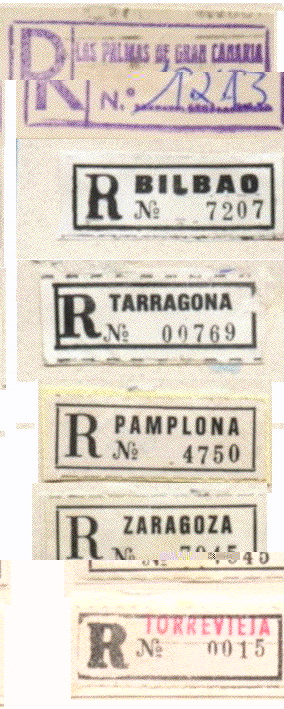 R LAS PALMAS DE GRAN CANARIA
N.º 1213
R BILBAO
№ 7207
R TARRAGONA
№ 00769
R PAMPLONA
№ 4750
R ZARAGOZA
№
R TORREVIEJA
№ 0015